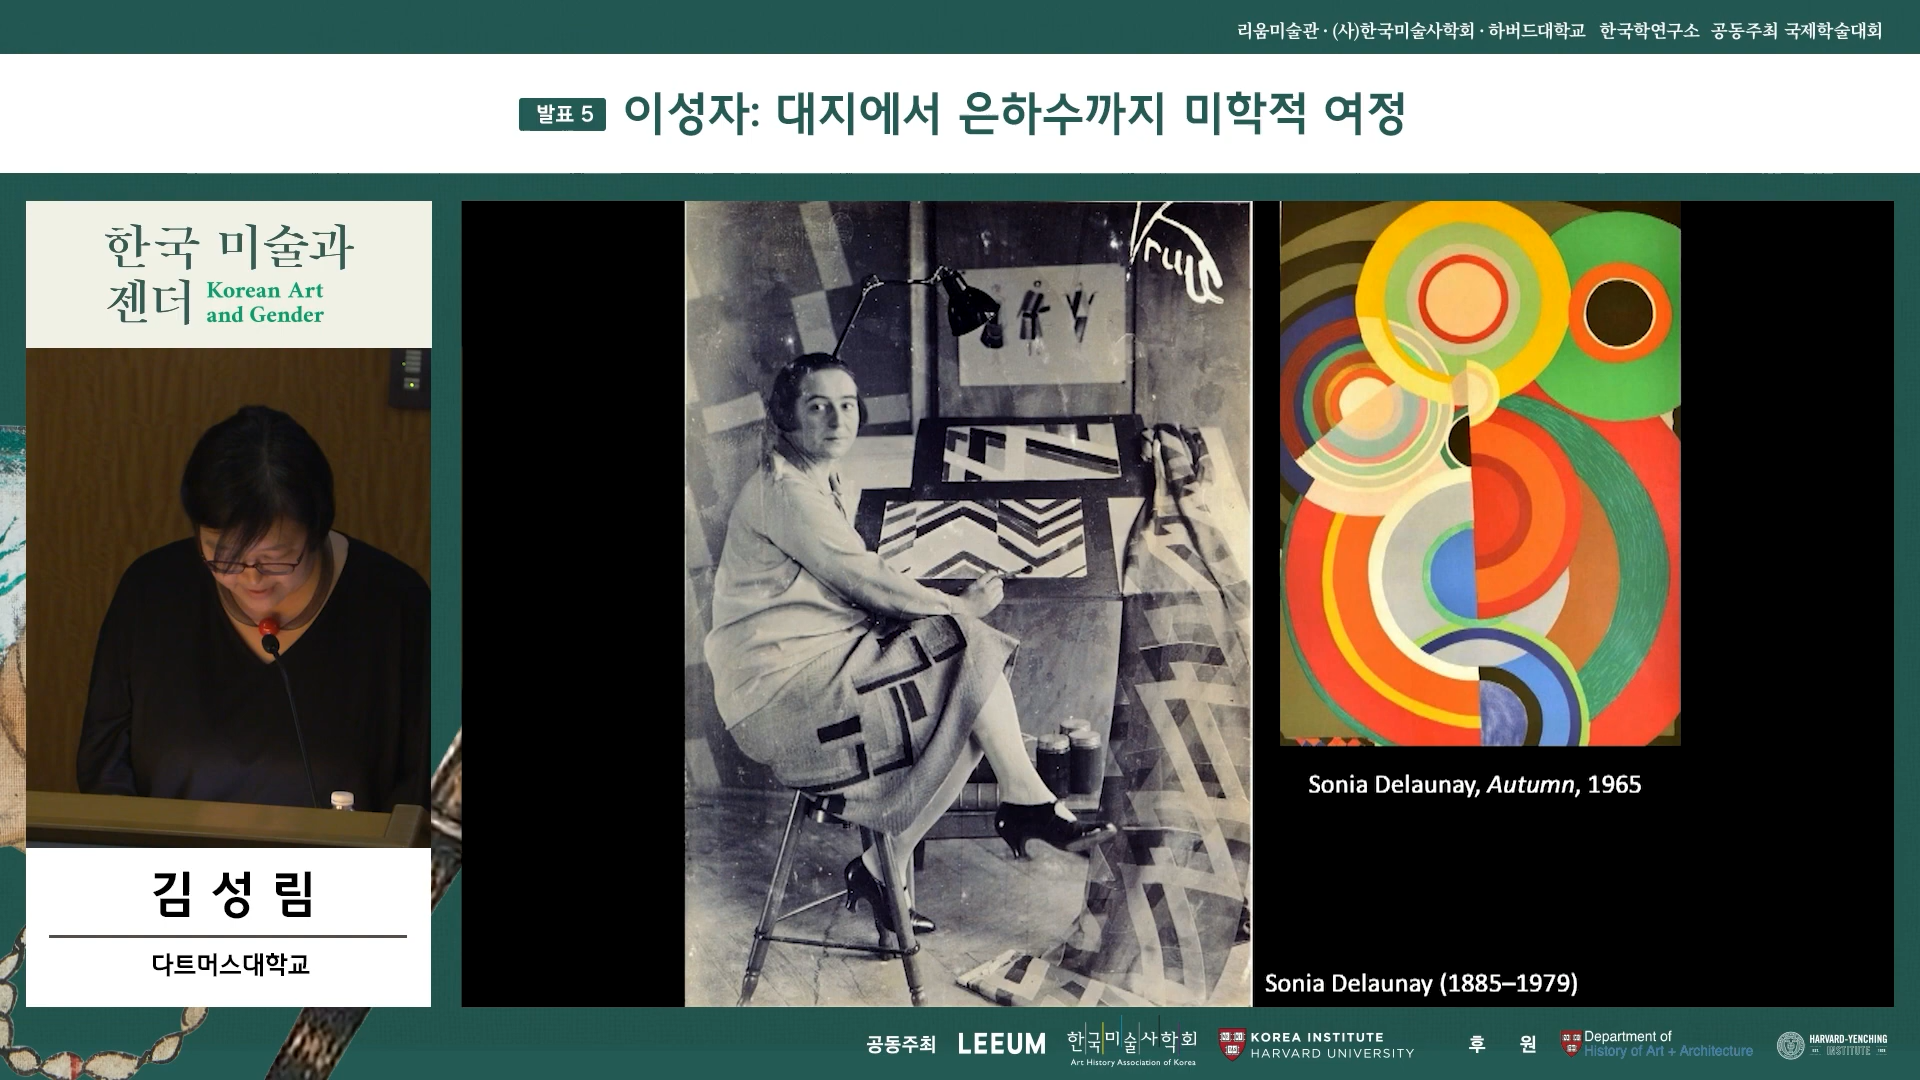 리움미술관 · (사)한국미술사학회 · 하버드대학교 한국학연구소 공동주최 국제학술대회
발표 5 이성자: 대지에서 은하수까지 미학적 여정
한국 미술과
젠더 Korean Art
and Gender
김성림
다트머스대학교
Sonia Delaunay, Autumn, 1965
Sonia Delaunay (1885–1979)
공동주최 LEEUM 한국미술사학회 Art History Association of Korea KOREA INSTITUTE HARVARD UNIVERSITY 후 원 Department of History of Art + Architecture HARVARD-YENCHING INSTITUTE